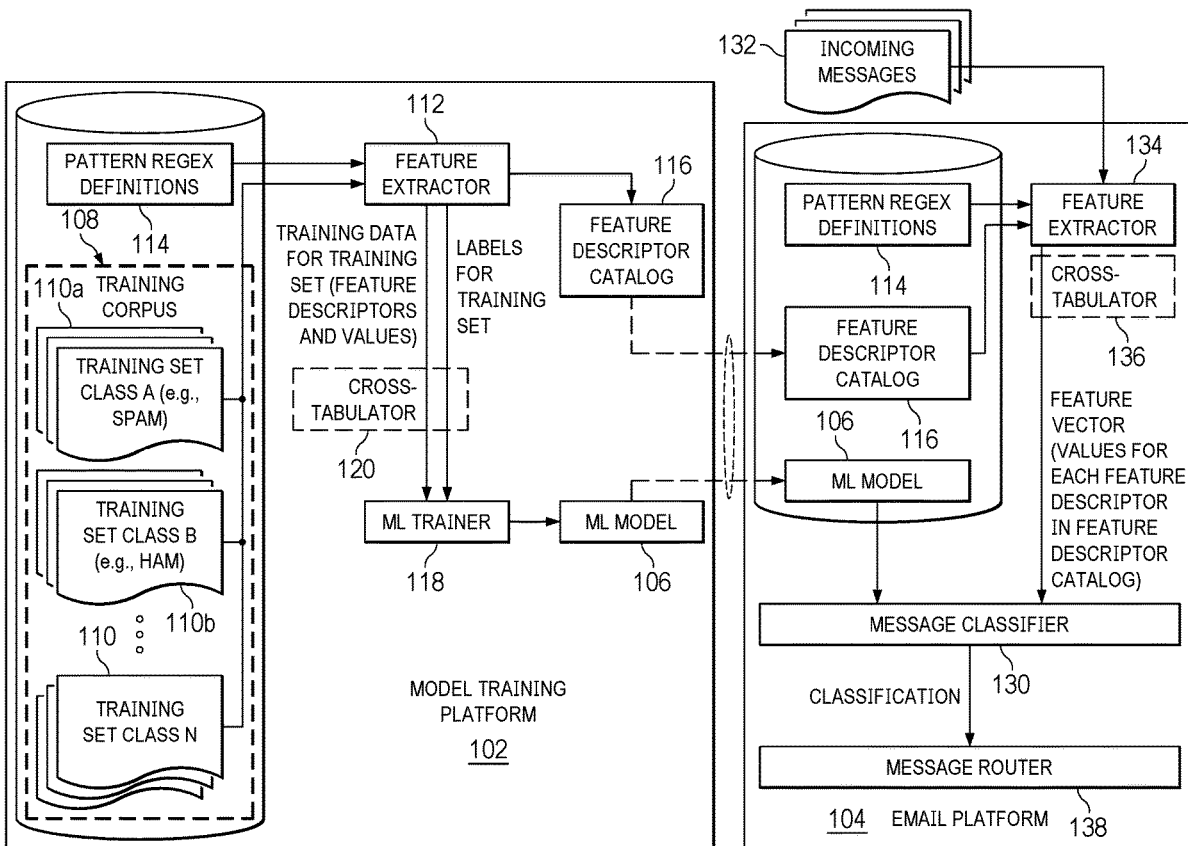 132
INCOMING
MESSAGES
112
PATTERN REGEX
DEFINITIONS
114
FEATURE
EXTRACTOR
116
FEATURE
DESCRIPTOR
CATALOG
108
TRAINING
CORPUS
110a
TRAINING SET
CLASS A (e.g.,
SPAM)
TRAINING
SET CLASS B
(e.g., HAM)
110b
110
TRAINING
SET CLASS N
TRAINING DATA
FOR TRAINING
SET (FEATURE
DESCRIPTORS
AND VALUES)
LABELS
FOR
TRAINING
SET
CROSS-
TABULATOR
120
ML TRAINER
118
ML MODEL
106
MODEL TRAINING
PLATFORM
102
PATTERN REGEX
DEFINITIONS
114
134
FEATURE
EXTRACTOR
CROSS-
TABULATOR
136
FEATURE
DESCRIPTOR
CATALOG
116
106
ML MODEL
FEATURE
VECTOR
(VALUES FOR
EACH FEATURE
DESCRIPTOR
IN FEATURE
DESCRIPTOR
CATALOG)
MESSAGE CLASSIFIER
130
CLASSIFICATION
MESSAGE ROUTER
138
104 EMAIL PLATFORM